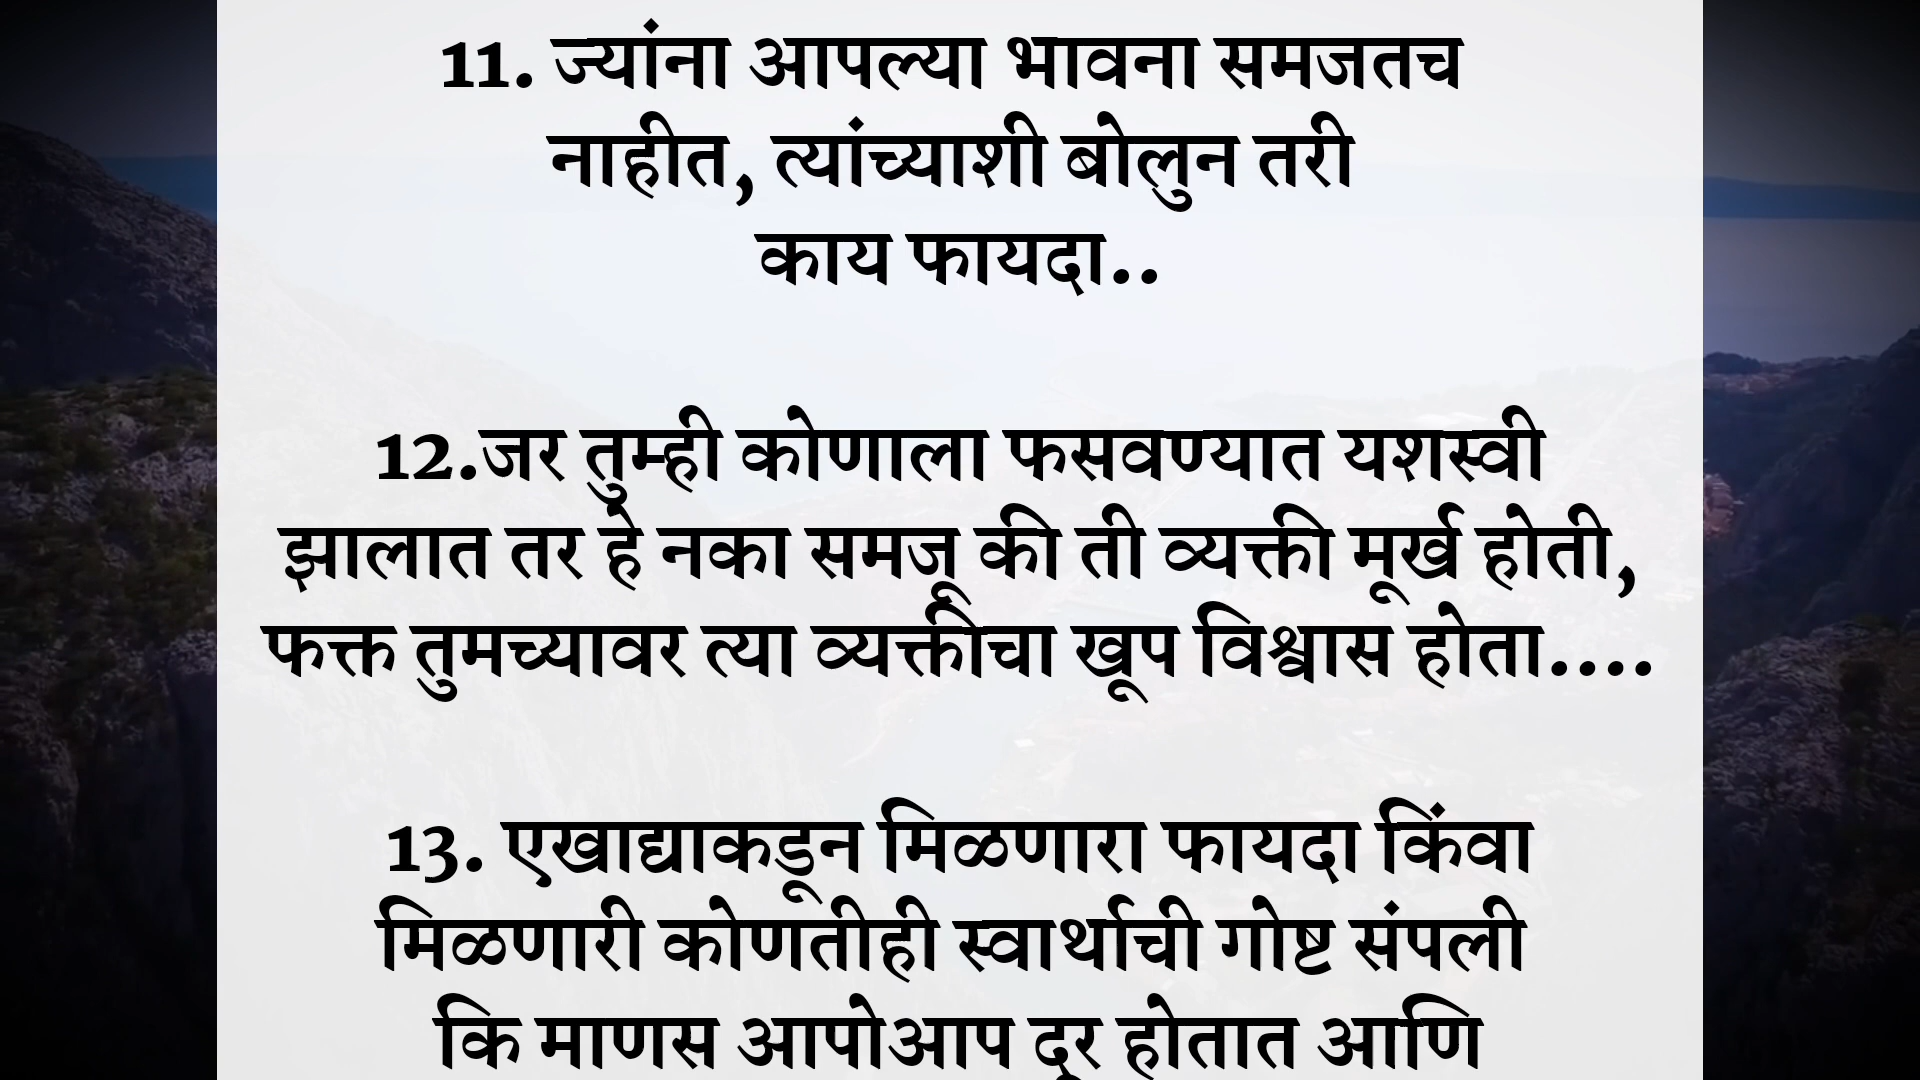 11. ज्यांना आपल्या भावना समजतच
नाहीत, त्यांच्याशी बोलुन तरी
काय फायदा..
12.जर तुम्ही कोणाला फसवण्यात यशस्वी
झालात तर हे नका समजू की ती व्यक्ती मूर्ख होती,
फक्त तुमच्यावर त्या व्यक्तीचा खूप विश्वास होता....
13. एखाद्याकडून मिळणारा फायदा किंवा
मिळणारी कोणतीही स्वार्थाची गोष्ट संपली
कि माणस आपोआप दूर होतात आणि